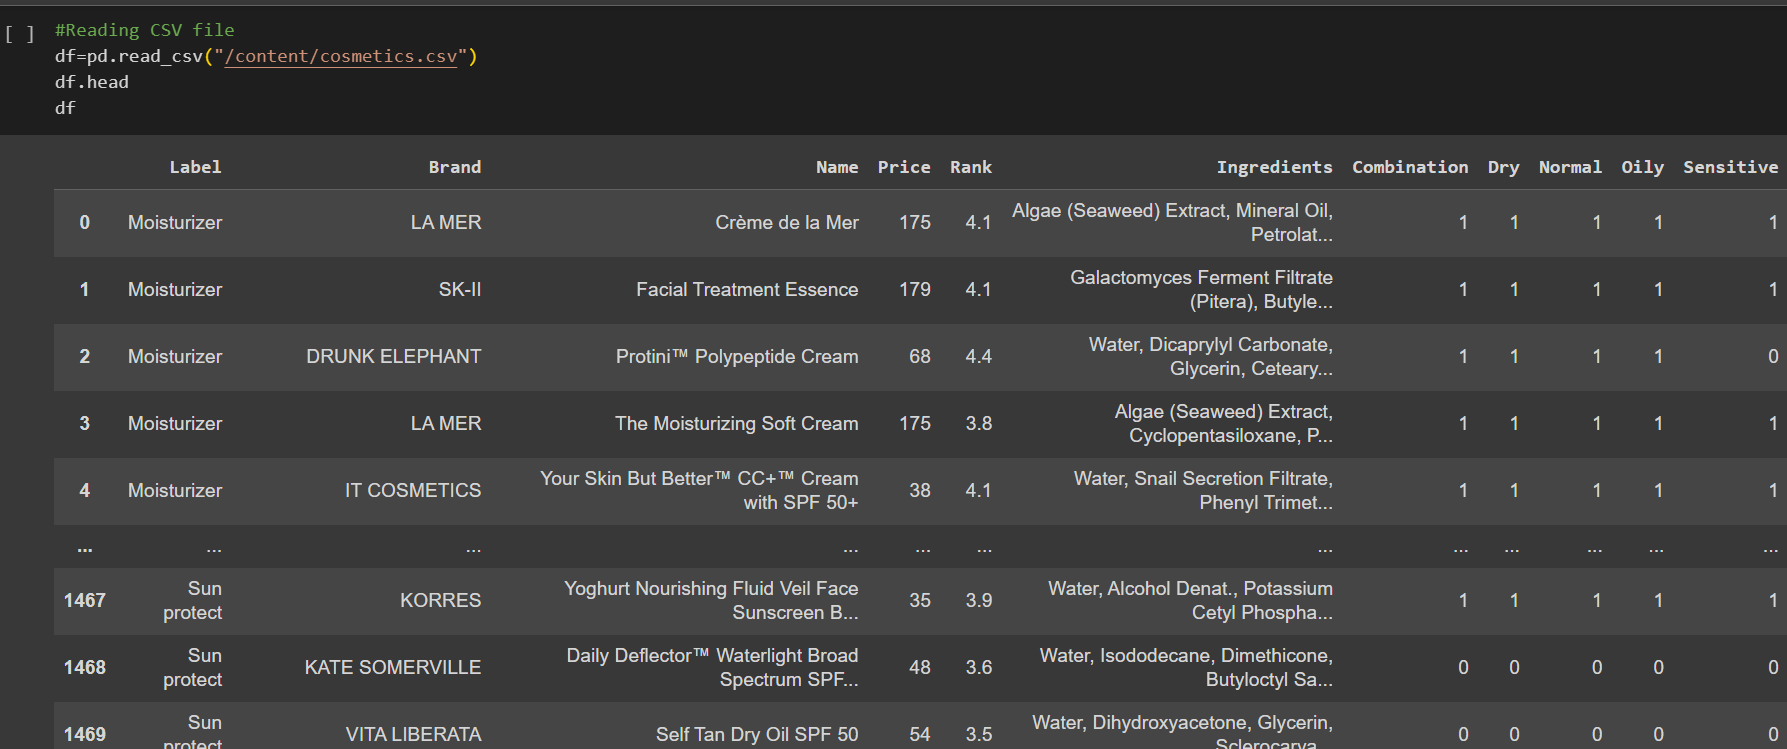 [ ] #Reading CSV file
df=pd.read_csv("/content/cosmetics.csv")
df.head
df
Label Brand Name Price Rank Ingredients Combination Dry Normal Oily Sensitive
0 Moisturizer LA MER Crème de la Mer 175 4.1 Algae (Seaweed) Extract, Mineral Oil, Petrolat... 1 1 1 1 1
1 Moisturizer SK-II Facial Treatment Essence 179 4.1 Galactomyces Ferment Filtrate (Pitera), Butyle... 1 1 1 1 1
2 Moisturizer DRUNK ELEPHANT Protini™ Polypeptide Cream 68 4.4 Water, Dicaprylyl Carbonate, Glycerin, Ceteary... 1 1 1 1 0
3 Moisturizer LA MER The Moisturizing Soft Cream 175 3.8 Algae (Seaweed) Extract, Cyclopentasiloxane, P... 1 1 1 1 1
4 Moisturizer IT COSMETICS Your Skin But Better™ CC+™ Cream with SPF 50+ 38 4.1 Water, Snail Secretion Filtrate, Phenyl Trimet... 1 1 1 1 1
... ... ... ... ... ... ... ... ... ... ... ...
1467 Sun protect KORRES Yoghurt Nourishing Fluid Veil Face Sunscreen B... 35 3.9 Water, Alcohol Denat., Potassium Cetyl Phospha... 1 1 1 1 1
1468 Sun protect KATE SOMERVILLE Daily Deflector™ Waterlight Broad Spectrum SPF... 48 3.6 Water, Isododecane, Dimethicone, Butyloctyl Sa... 0 0 0 0 0
1469 Sun protect VITA LIBERATA Self Tan Dry Oil SPF 50 54 3.5 Water, Dihydroxyacetone, Glycerin, Sclerocarya... 0 0 0 0 0